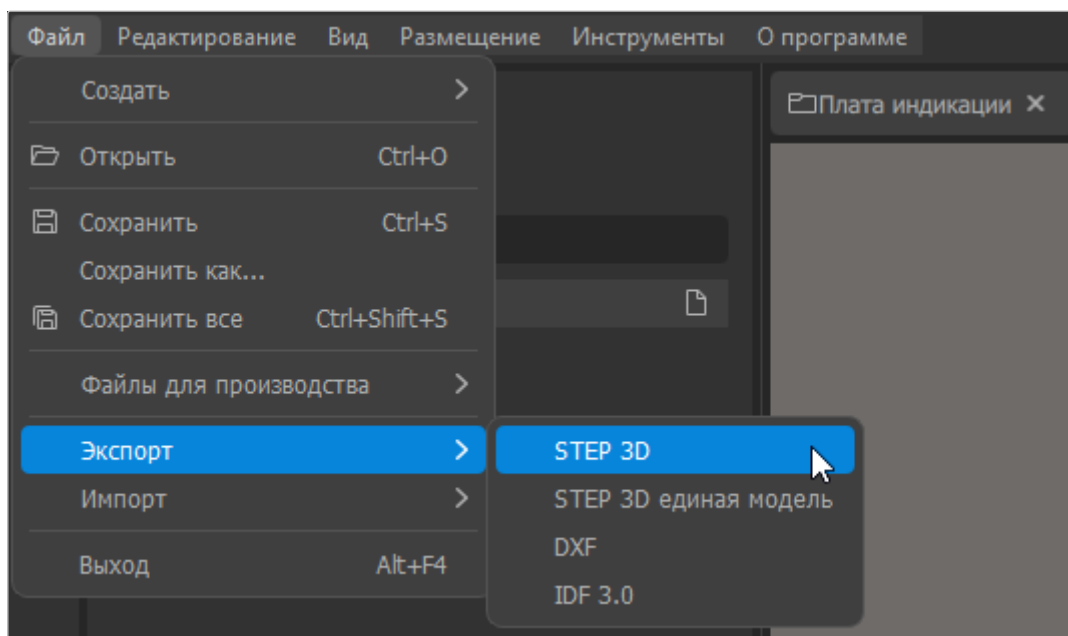 Файл Редактирование Вид Размещение Инструменты О программе
Плата индикации
Создать
Открыть Ctrl+O
Сохранить Ctrl+S
Сохранить как...
Сохранить все Ctrl+Shift+S
Файлы для производства
Экспорт
Импорт
Выход Alt+F4
STEP 3D
STEP 3D единая модель
DXF
IDF 3.0